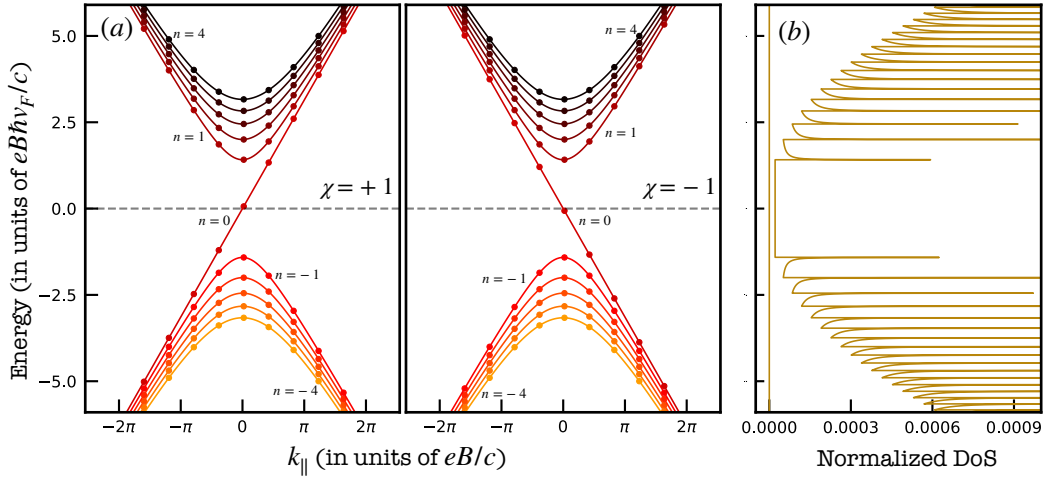 (a)
n = 4
n = 1
χ = + 1
n = 0
n = − 1
n = − 4
n = 4
n = 1
χ = − 1
n = 0
n = − 1
n = − 4
(b)
5.0
2.5
0.0
−2.5
−5.0
Energy (in units of eBħv_F/c)
−2π −π 0 π 2π
−2π −π 0 π 2π
k_∥ (in units of eB/c)
0.0000 0.0003 0.0006 0.0009
Normalized DoS